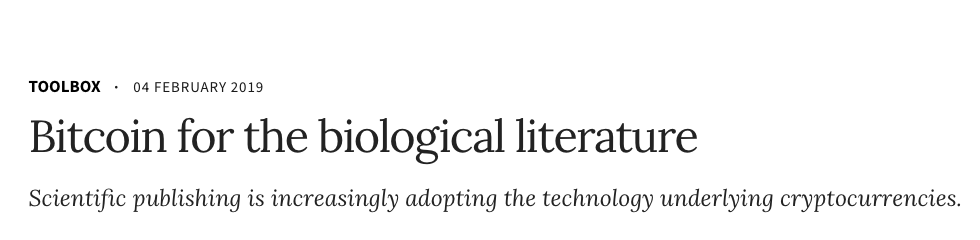 TOOLBOX · 04 FEBRUARY 2019
Bitcoin for the biological literature
Scientific publishing is increasingly adopting the technology underlying cryptocurrencies.